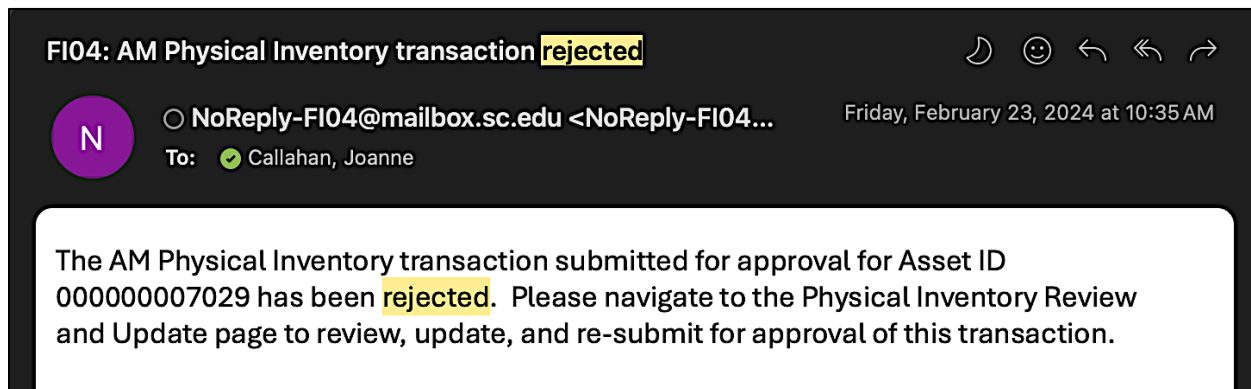 FI04: AM Physical Inventory transaction rejected
N
NoReply-FI04@mailbox.sc.edu <NoReply-FI04...
Friday, February 23, 2024 at 10:35 AM
To: Callahan, Joanne
The AM Physical Inventory transaction submitted for approval for Asset ID
000000007029 has been rejected.  Please navigate to the Physical Inventory Review
and Update page to review, update, and re-submit for approval of this transaction.